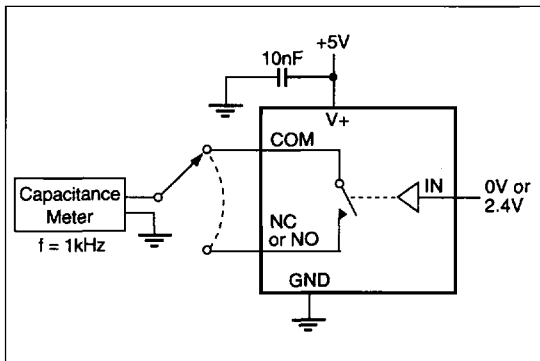 +5V
10nF
V+
COM
IN
0V or
2.4V
Capacitance
Meter
f = 1kHz
NC
or NO
GND